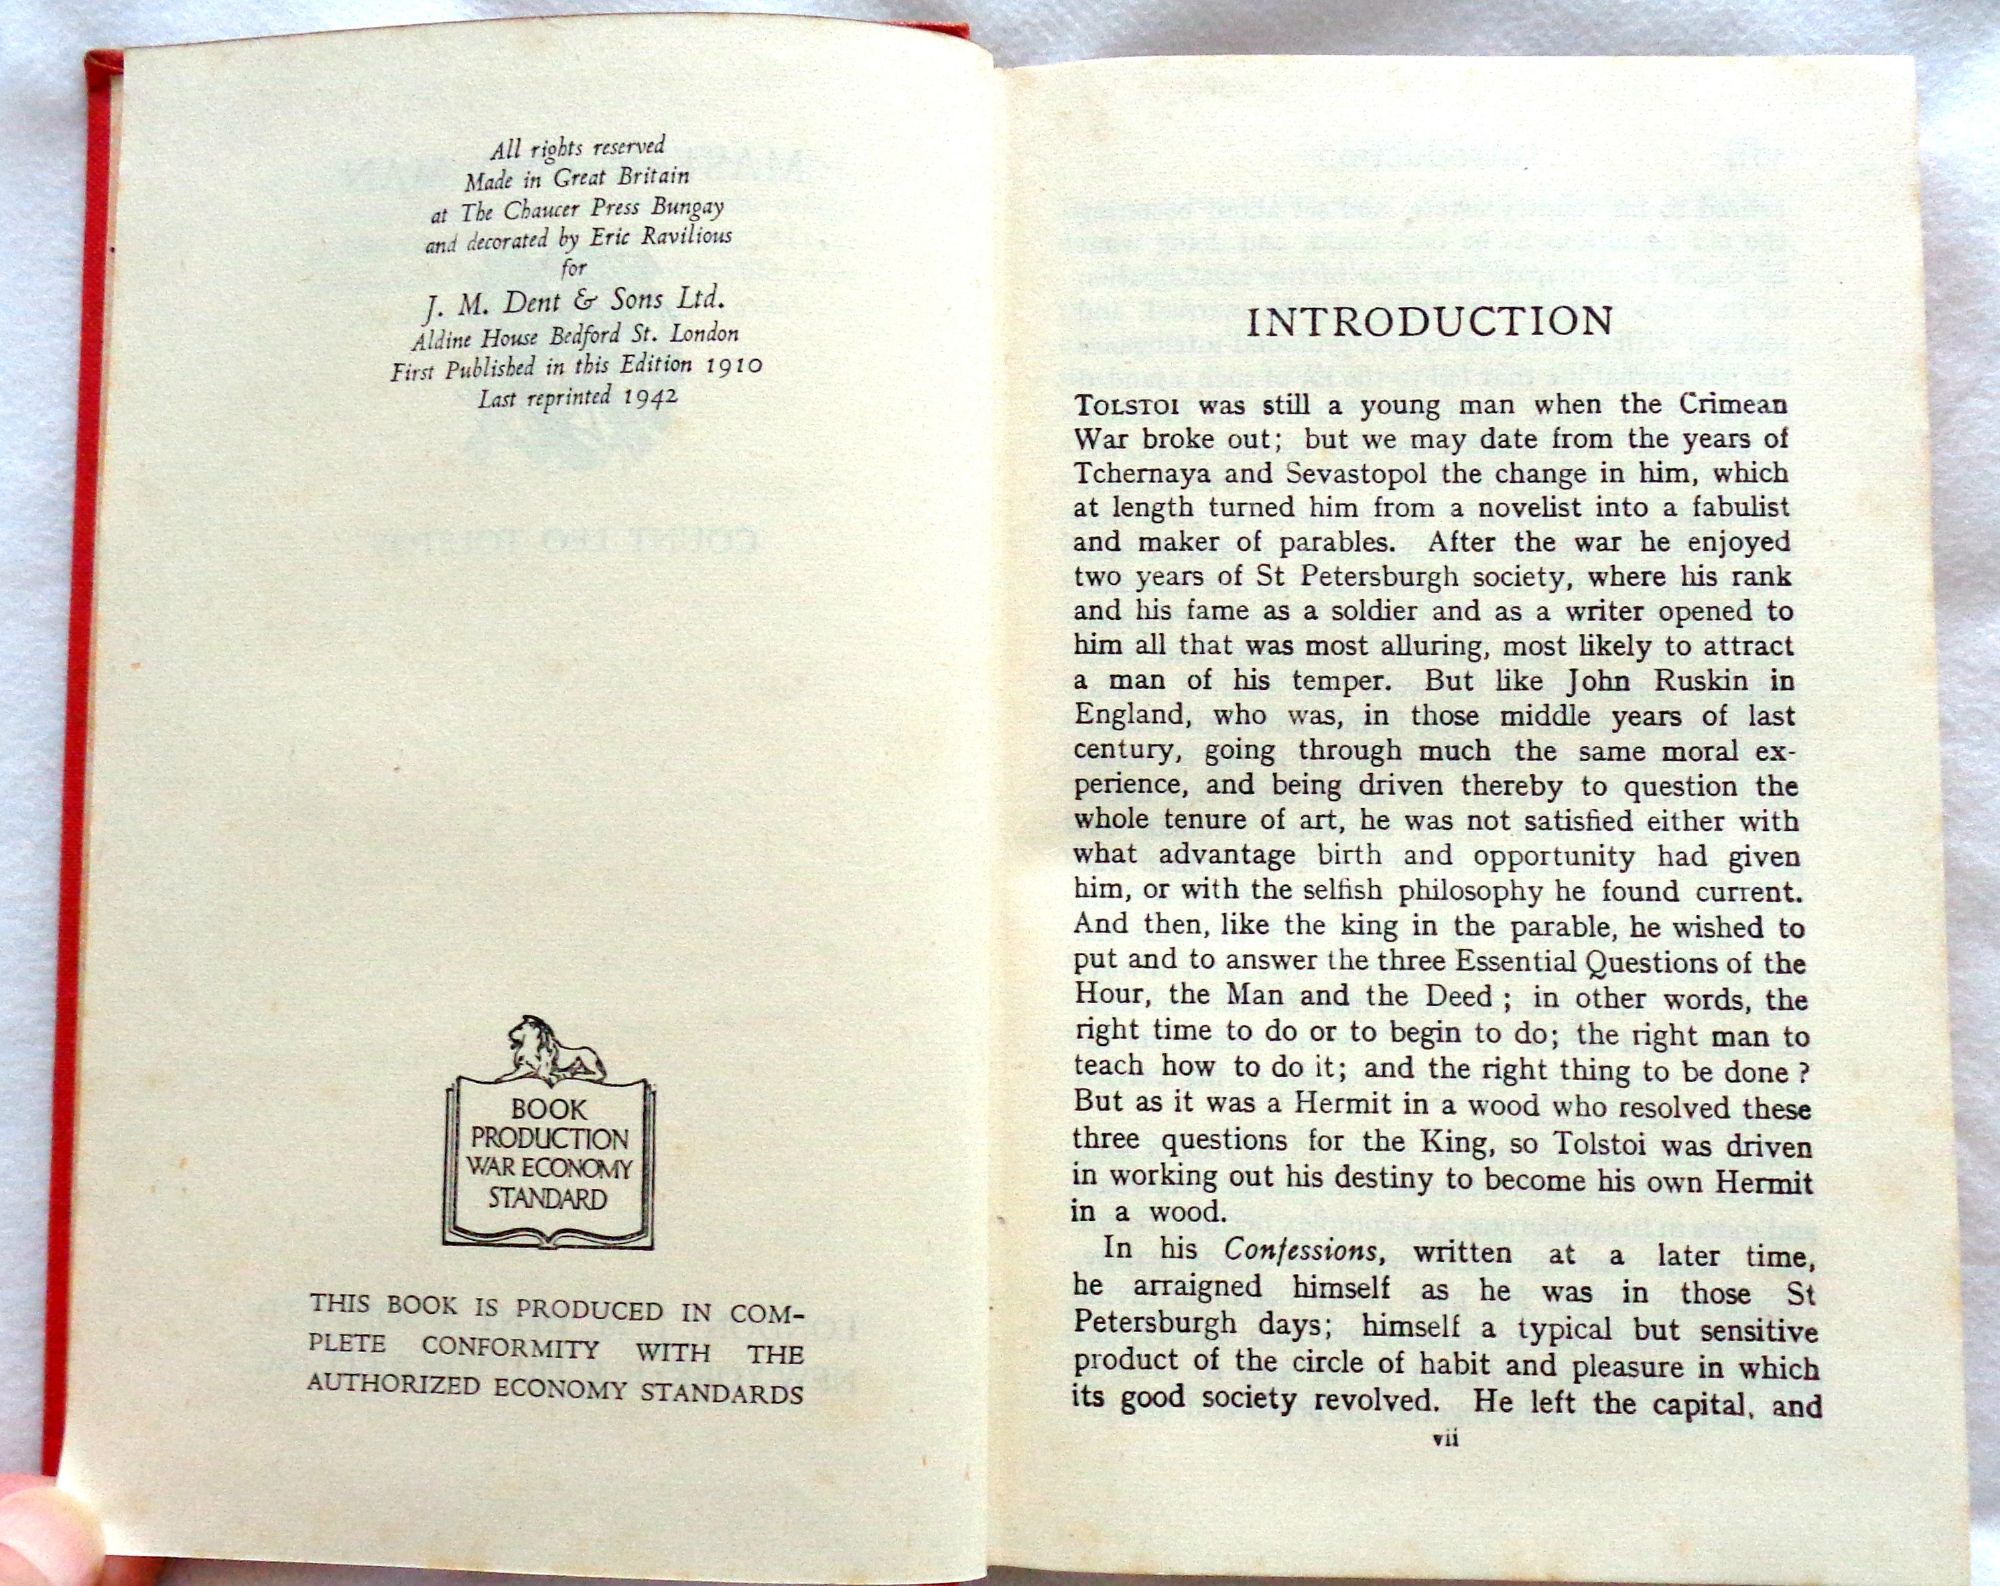 All rights reserved
Made in Great Britain
at The Chaucer Press Bungay
and decorated by Eric Ravilious
for
J. M. Dent & Sons Ltd.
Aldine House Bedford St. London
First Published in this Edition 1910
Last reprinted 1942
BOOK
PRODUCTION
WAR ECONOMY
STANDARD
THIS BOOK IS PRODUCED IN COM-
PLETE CONFORMITY WITH THE
AUTHORIZED ECONOMY STANDARDS
INTRODUCTION
TOLSTOI was still a young man when the Crimean
War broke out; but we may date from the years of
Tchernaya and Sevastopol the change in him, which
at length turned him from a novelist into a fabulist
and maker of parables. After the war he enjoyed
two years of St Petersburgh society, where his rank
and his fame as a soldier and as a writer opened to
him all that was most alluring, most likely to attract
a man of his temper. But like John Ruskin in
England, who was, in those middle years of last
century, going through much the same moral ex-
perience, and being driven thereby to question the
whole tenure of art, he was not satisfied either with
what advantage birth and opportunity had given
him, or with the selfish philosophy he found current.
And then, like the king in the parable, he wished to
put and to answer the three Essential Questions of the
Hour, the Man and the Deed; in other words, the
right time to do or to begin to do; the right man to
teach how to do it; and the right thing to be done?
But as it was a Hermit in a wood who resolved these
three questions for the King, so Tolstoi was driven
in working out his destiny to become his own Hermit
in a wood.
In his Confessions, written at a later time,
he arraigned himself as he was in those St
Petersburgh days; himself a typical but sensitive
product of the circle of habit and pleasure in which
its good society revolved. He left the capital, and
vii